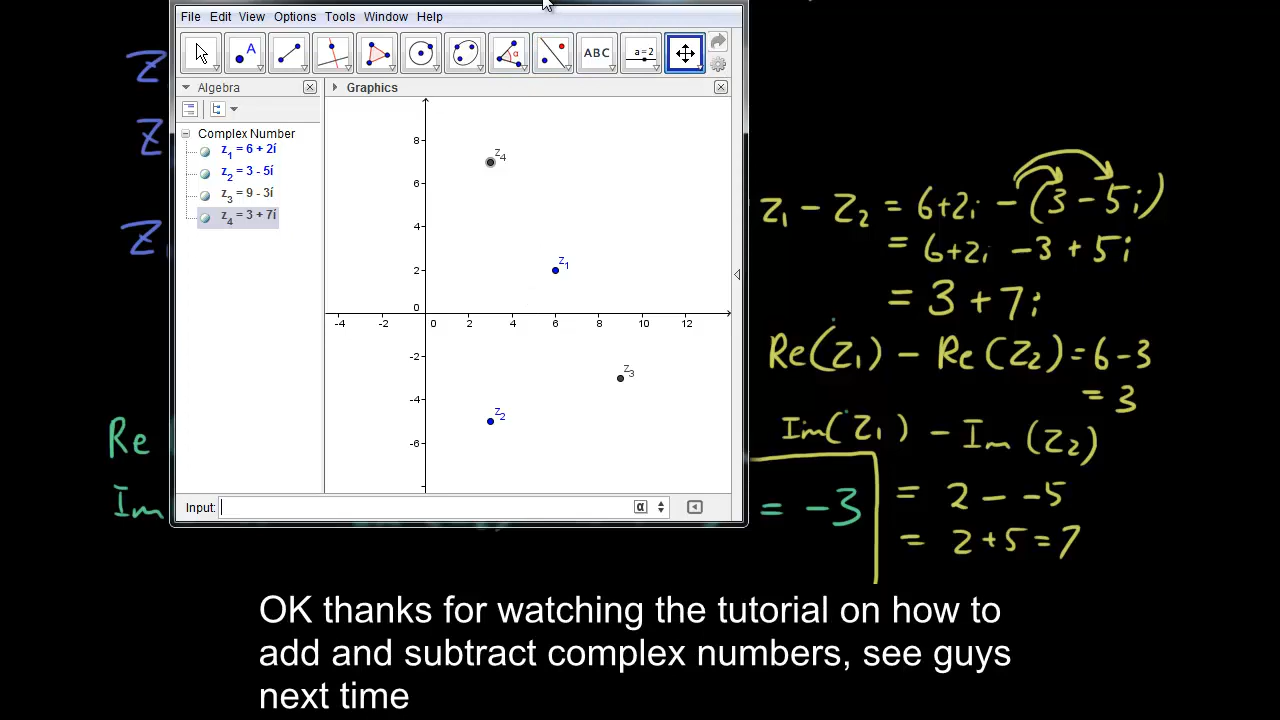 File Edit View Options Tools Window Help
A
α
ABC
a = 2
Algebra
Graphics
Complex Number
z1 = 6 + 2í
z2 = 3 - 5í
z3 = 9 - 3í
z4 = 3 + 7í
8
6
4
2
0
-2
-4
-6
-4 -2 0 2 4 6 8 10 12
z4
z1
z3
z2
Input:
α
Z
Z
Z
Re
Im
= -3
z1 - z2 = 6+2i - (3 - 5i)
= 6+2i -3 + 5i
= 3 + 7i
Re(z1) - Re(z2) = 6-3
= 3
Im(z1) - Im(z2)
= 2 - -5
= 2+5 = 7
OK thanks for watching the tutorial on how to
add and subtract complex numbers, see guys
next time